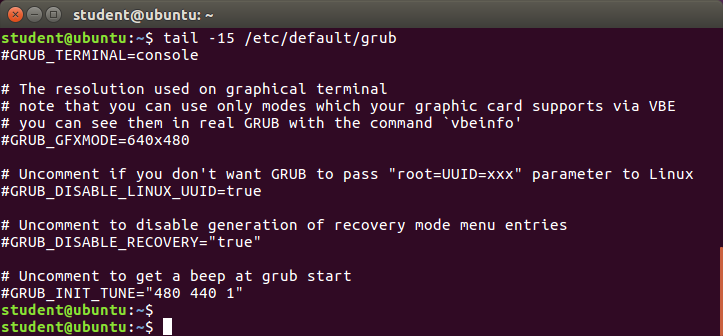 student@ubuntu: ~
student@ubuntu:~$ tail -15 /etc/default/grub
#GRUB_TERMINAL=console

# The resolution used on graphical terminal
# note that you can use only modes which your graphic card supports via VBE
# you can see them in real GRUB with the command `vbeinfo'
#GRUB_GFXMODE=640x480

# Uncomment if you don't want GRUB to pass "root=UUID=xxx" parameter to Linux
#GRUB_DISABLE_LINUX_UUID=true

# Uncomment to disable generation of recovery mode menu entries
#GRUB_DISABLE_RECOVERY="true"

# Uncomment to get a beep at grub start
#GRUB_INIT_TUNE="480 440 1"
student@ubuntu:~$
student@ubuntu:~$